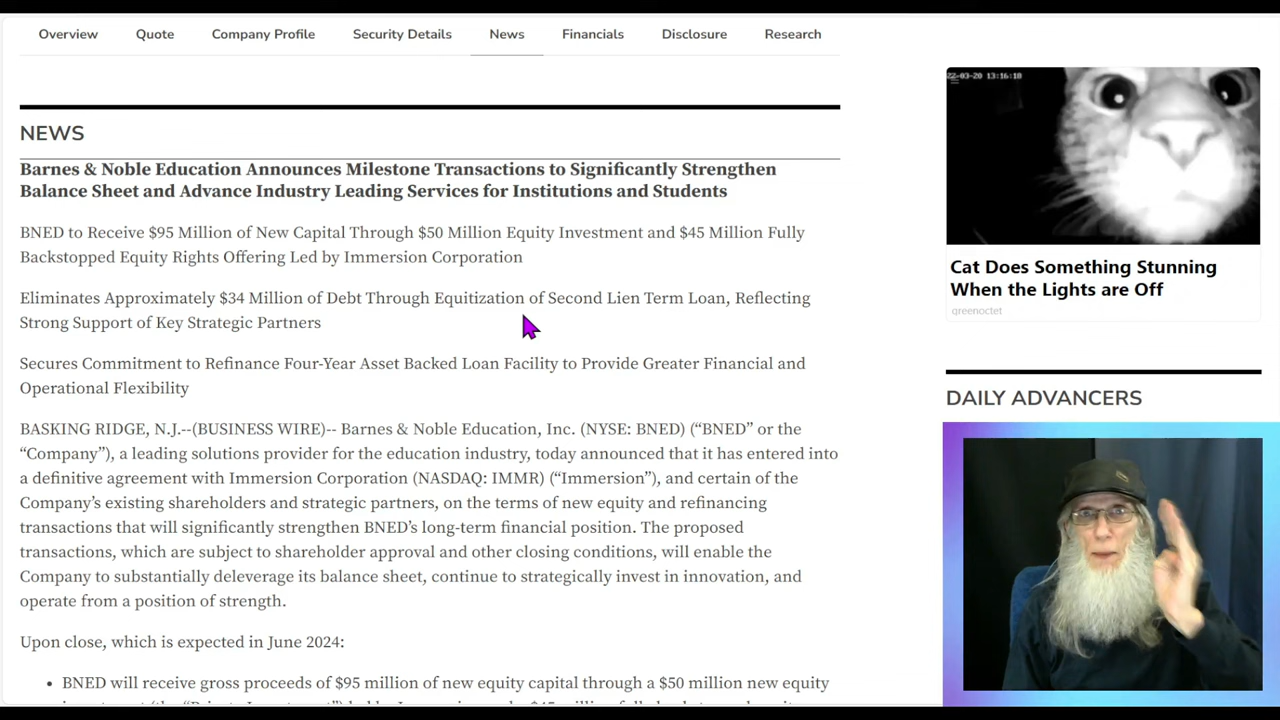 Overview Quote Company Profile Security Details News Financials Disclosure Research
NEWS
Barnes & Noble Education Announces Milestone Transactions to Significantly Strengthen
Balance Sheet and Advance Industry Leading Services for Institutions and Students
BNED to Receive $95 Million of New Capital Through $50 Million Equity Investment and $45 Million Fully
Backstopped Equity Rights Offering Led by Immersion Corporation
Eliminates Approximately $34 Million of Debt Through Equitization of Second Lien Term Loan, Reflecting
Strong Support of Key Strategic Partners
Secures Commitment to Refinance Four-Year Asset Backed Loan Facility to Provide Greater Financial and
Operational Flexibility
BASKING RIDGE, N.J.--(BUSINESS WIRE)-- Barnes & Noble Education, Inc. (NYSE: BNED) (“BNED” or the
“Company”), a leading solutions provider for the education industry, today announced that it has entered into
a definitive agreement with Immersion Corporation (NASDAQ: IMMR) (“Immersion”), and certain of the
Company’s existing shareholders and strategic partners, on the terms of new equity and refinancing
transactions that will significantly strengthen BNED’s long-term financial position. The proposed
transactions, which are subject to shareholder approval and other closing conditions, will enable the
Company to substantially deleverage its balance sheet, continue to strategically invest in innovation, and
operate from a position of strength.
Upon close, which is expected in June 2024:
• BNED will receive gross proceeds of $95 million of new equity capital through a $50 million new equity
22-03-20 13:16:18
Cat Does Something Stunning
When the Lights are Off
greenoctet
DAILY ADVANCERS